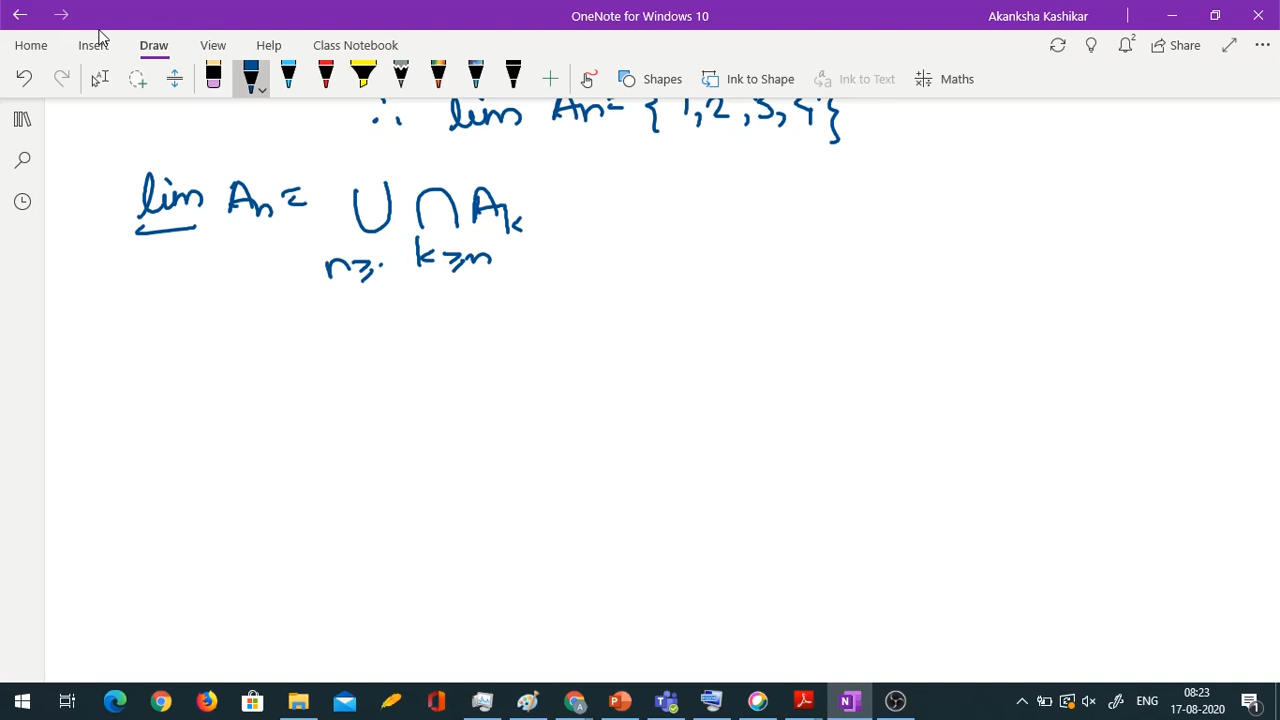 OneNote for Windows 10
Akanksha Kashikar
Home Insert Draw View Help Class Notebook
Share
Shapes Ink to Shape Ink to Text Maths
∴ lim An = {1, 2, 3, 4}
lim An = ∪ ∩ Ak
n⩾. k⩾n
ENG
08:23
17-08-2020